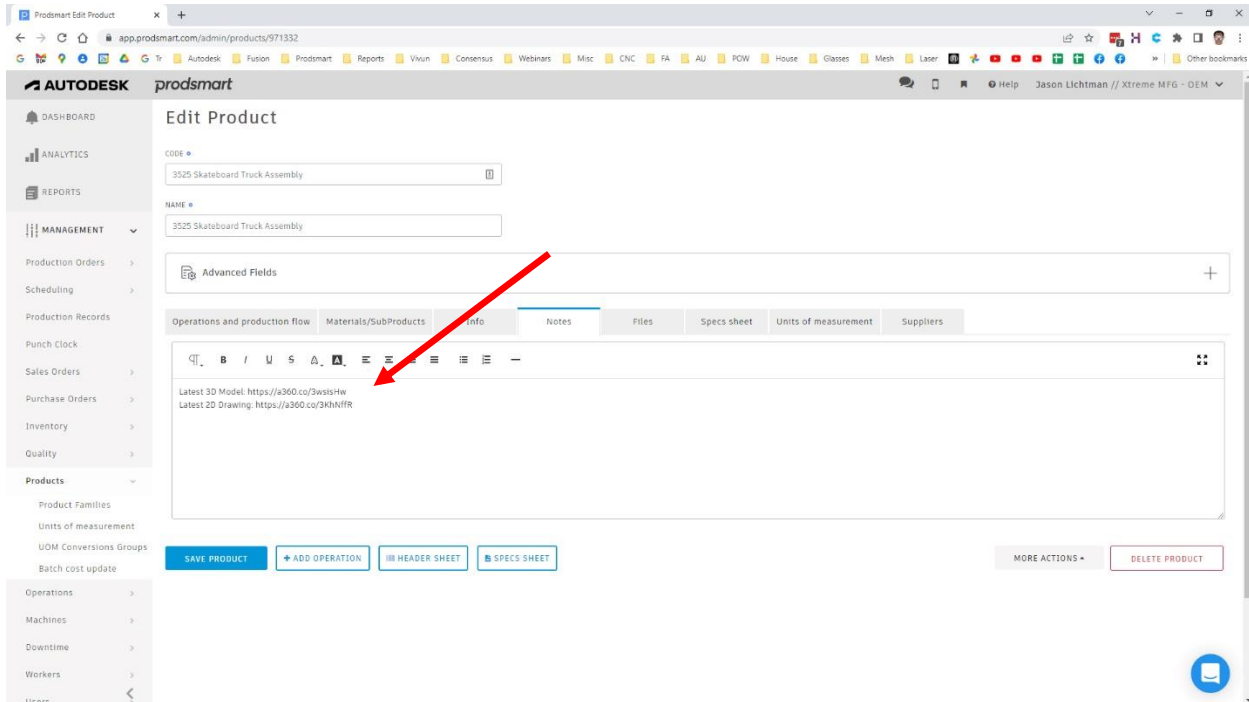 Prodsmart Edit Product
app.prodsmart.com/admin/products/971332
Tr Autodesk Fusion Prodsmart Reports Vivun Consensus Webinars Misc CNC FA AU POW House Glasses Mesh Laser Other bookmarks
AUTODESK prodsmart Help Jason Lichtman // Xtreme MFG - OEM
DASHBOARD
ANALYTICS
REPORTS
MANAGEMENT
Production Orders
Scheduling
Production Records
Punch Clock
Sales Orders
Purchase Orders
Inventory
Quality
Products
Product Families
Units of measurement
UOM Conversions Groups
Batch cost update
Operations
Machines
Downtime
Workers
Users
Edit Product
CODE
3525 Skateboard Truck Assembly
NAME
3525 Skateboard Truck Assembly
Advanced Fields
Operations and production flow Materials/SubProducts Info Notes Files Specs sheet Units of measurement Suppliers
B I U S A A
Latest 3D Model: https://a360.co/3wsIsHw
Latest 2D Drawing: https://a360.co/3KhNffR
SAVE PRODUCT + ADD OPERATION HEADER SHEET SPECS SHEET MORE ACTIONS DELETE PRODUCT